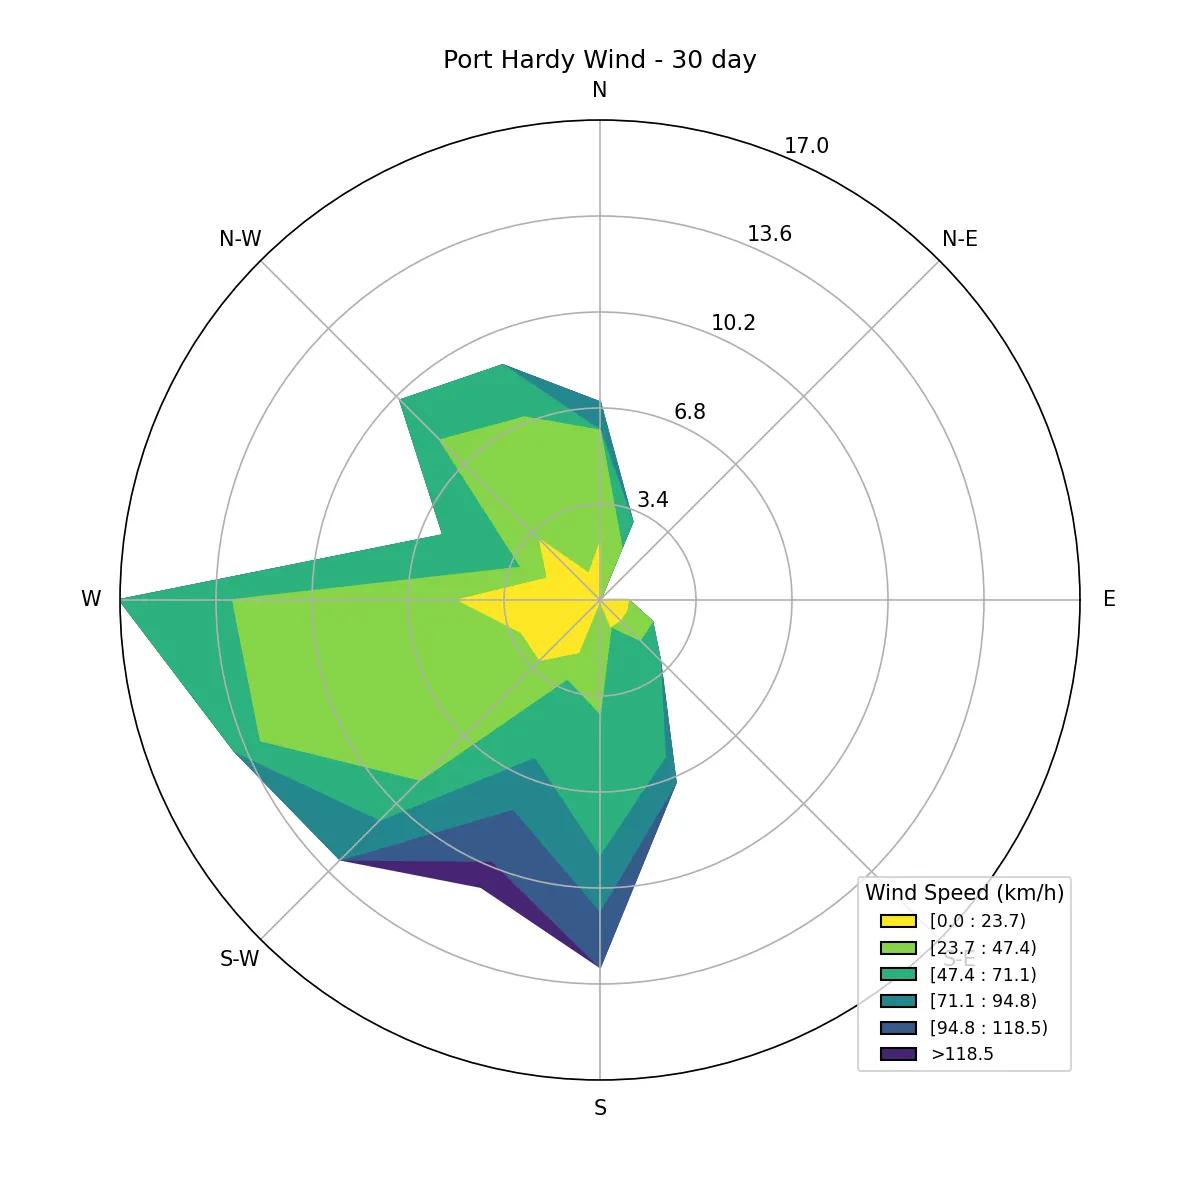 Port Hardy Wind - 30 day
N
17.0
N-W
13.6
N-E
10.2
6.8
3.4
W
E
S-W
S-E
S
Wind Speed (km/h)
[0.0 : 23.7)
[23.7 : 47.4)
[47.4 : 71.1)
[71.1 : 94.8)
[94.8 : 118.5)
>118.5